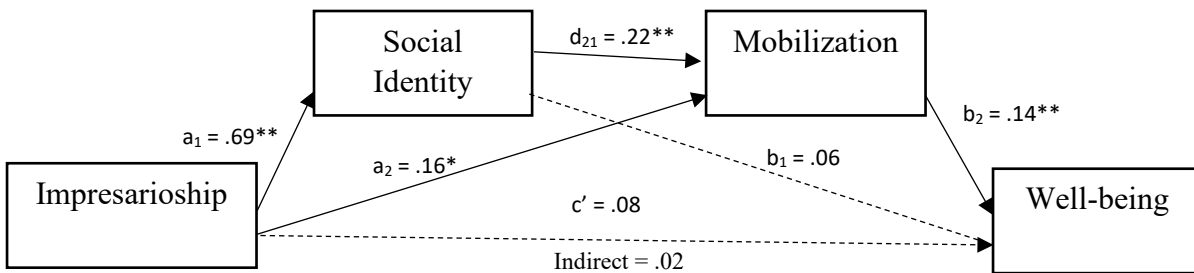 Social
Identity
d₂₁ = .22**
Mobilization
a₁ = .69**
b₂ = .14**
a₂ = .16*
b₁ = .06
Impresarioship
Well-being
c’ = .08
Indirect = .02